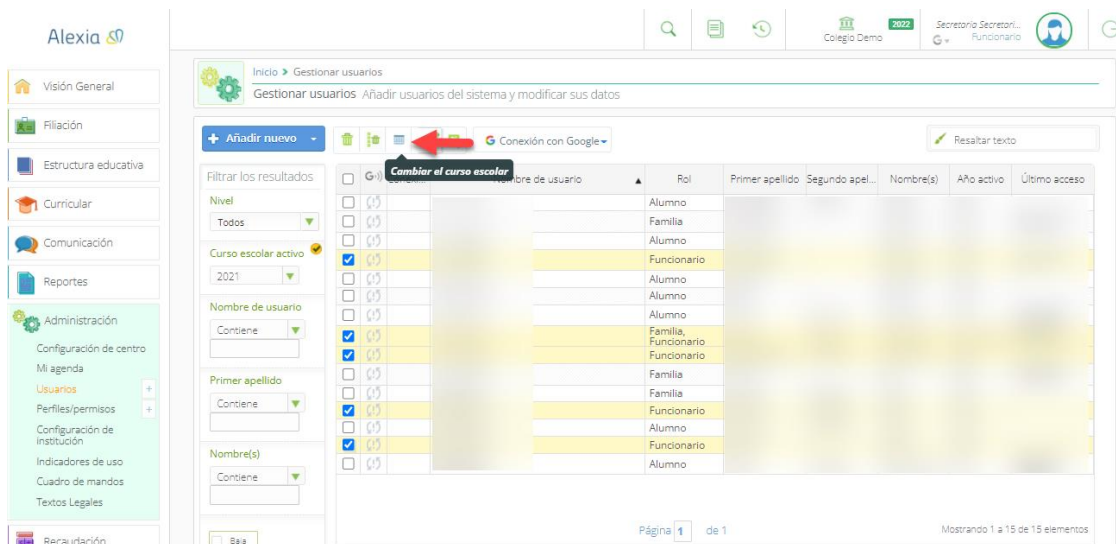 Alexia
Colegio Demo
2022
Secretaria Secretari...
G Funcionario
Inicio > Gestionar usuarios
Gestionar usuarios Añadir usuarios del sistema y modificar sus datos
Visión General
Filiación
Estructura educativa
Curricular
Comunicación
Reportes
Administración
Configuración de centro
Mi agenda
Usuarios +
Perfiles/permisos +
Configuración de
institución
Indicadores de uso
Cuadro de mandos
Textos Legales
Recaudación
+ Añadir nuevo
G Conexión con Google
Resaltar texto
Cambiar el curso escolar
Filtrar los resultados
Nivel
Todos
Curso escolar activo
2021
Nombre de usuario
Contiene
Primer apellido
Contiene
Nombre(s)
Contiene
Baja
Nombre de usuario Rol Primer apellido Segundo apel... Nombre(s) Año activo Último acceso
Alumno
Familia
Alumno
Funcionario
Alumno
Alumno
Alumno
Familia,
Funcionario
Funcionario
Familia
Familia
Funcionario
Alumno
Funcionario
Alumno
Página 1 de 1
Mostrando 1 a 15 de 15 elementos